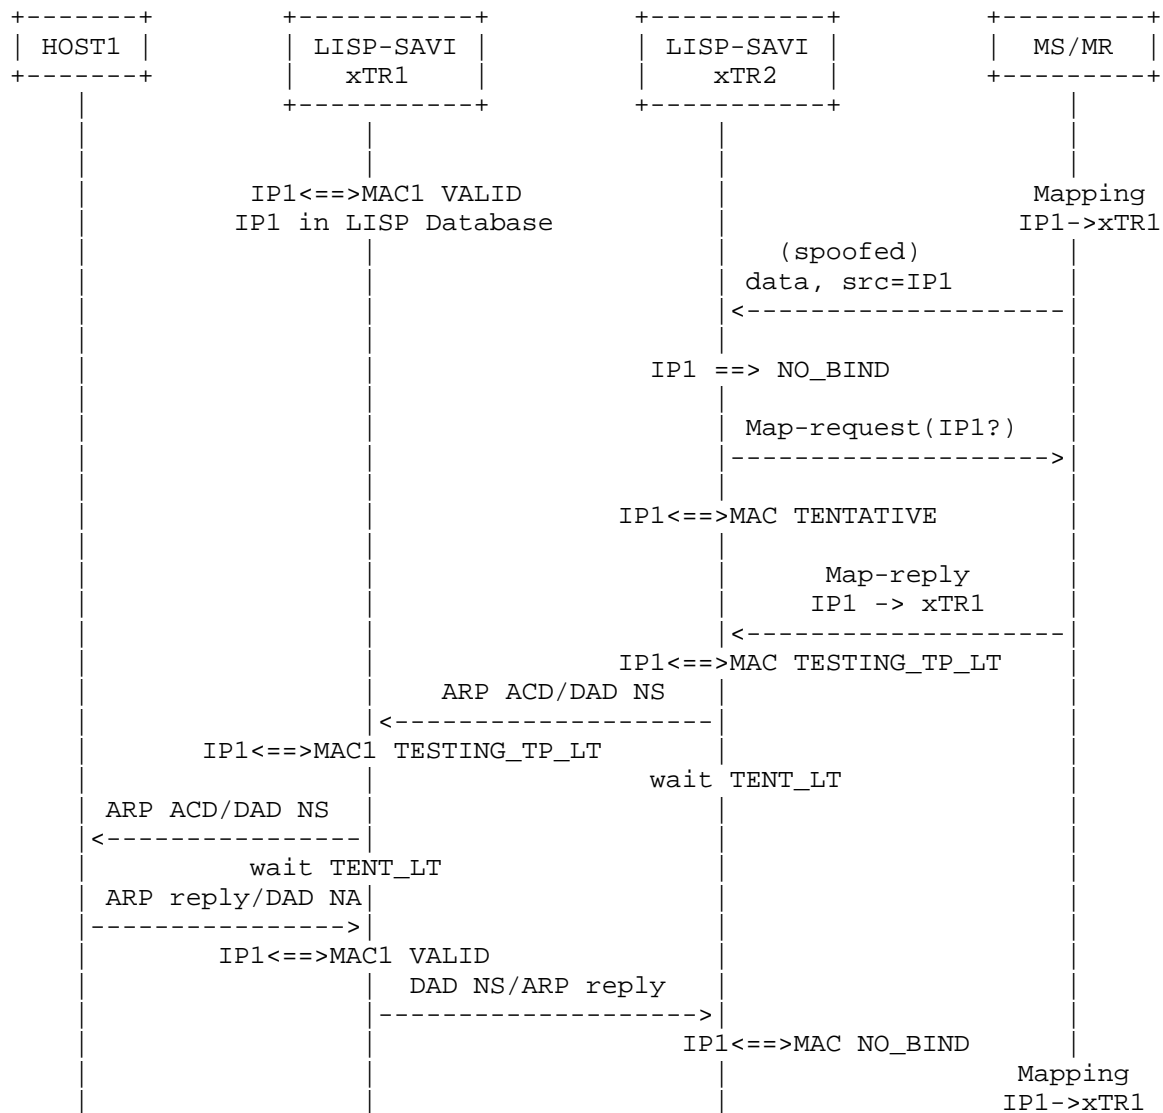 HOST1 LISP-SAVI LISP-SAVI MS/MR
xTR1 xTR2
IP1<==>MAC1 VALID Mapping
IP1 in LISP Database IP1->xTR1
(spoofed)
data, src=IP1
IP1 ==> NO_BIND
Map-request(IP1?)
IP1<==>MAC TENTATIVE
Map-reply
IP1 -> xTR1
IP1<==>MAC TESTING_TP_LT
ARP ACD/DAD NS
IP1<==>MAC1 TESTING_TP_LT
wait TENT_LT
ARP ACD/DAD NS
wait TENT_LT
ARP reply/DAD NA
IP1<==>MAC1 VALID
DAD NS/ARP reply
IP1<==>MAC NO_BIND
Mapping
IP1->xTR1